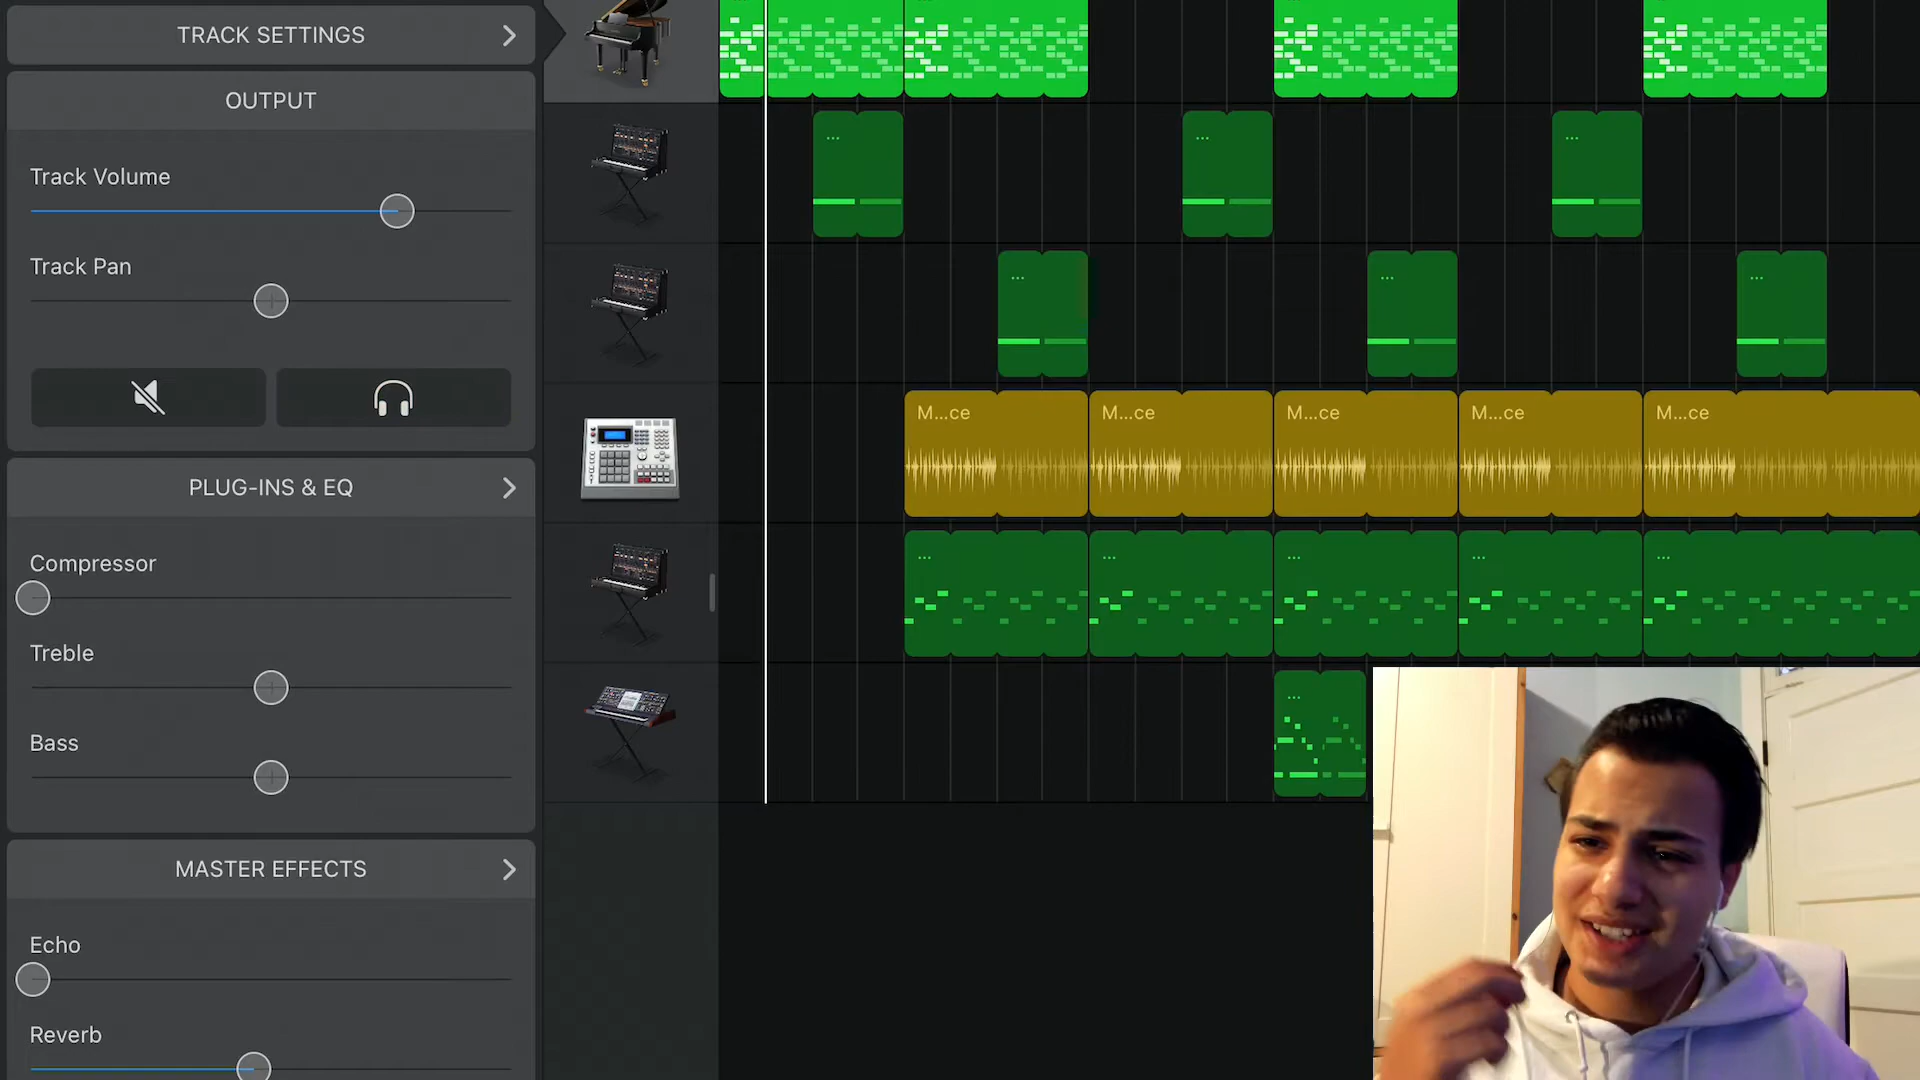 TRACK SETTINGS
OUTPUT
Track Volume
Track Pan
PLUG-INS & EQ
Compressor
Treble
Bass
MASTER EFFECTS
Echo
Reverb
...
...
...
...
...
...
M...ce
M...ce
M...ce
M...ce
M...ce
...
...
...
...
...
...